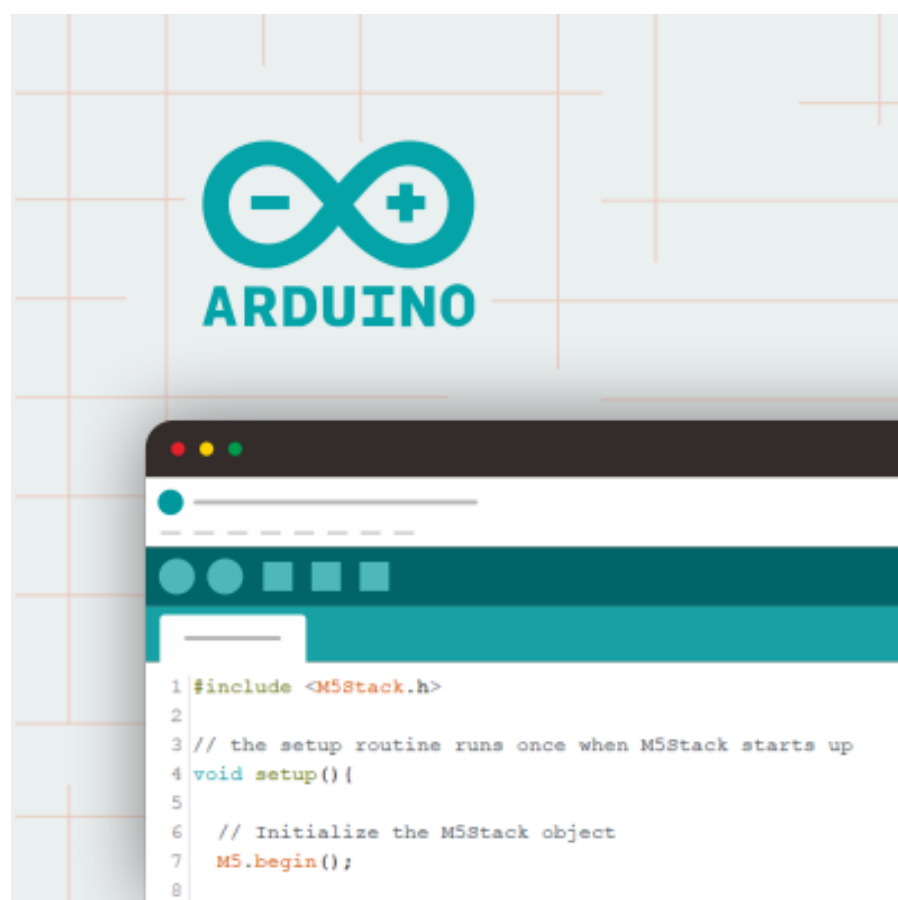 ARDUINO
1 #include <M5Stack.h>
2
3 // the setup routine runs once when M5Stack starts up
4 void setup(){
5
6 // Initialize the M5Stack object
7 M5.begin();
8